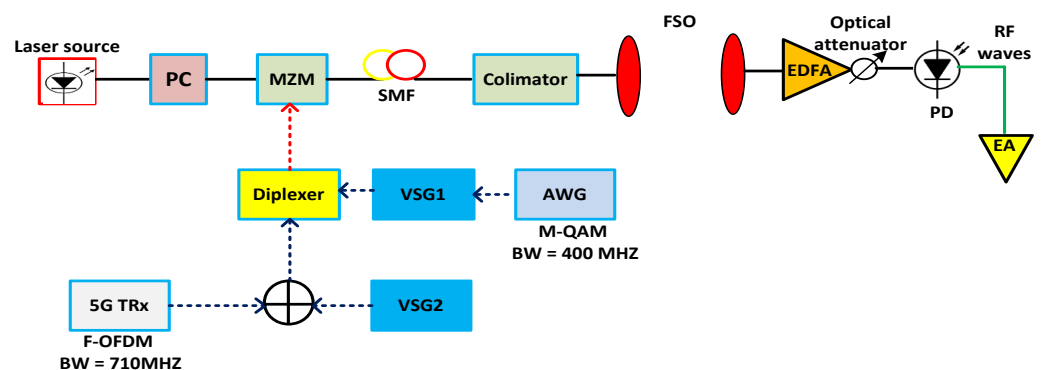 FSO
Optical
attenuator
RF
waves
Laser source
PC
MZM
SMF
Colimator
EDFA
PD
EA
Diplexer
VSG1
AWG
M-QAM
BW = 400 MHZ
5G TRx
VSG2
F-OFDM
BW = 710MHZ